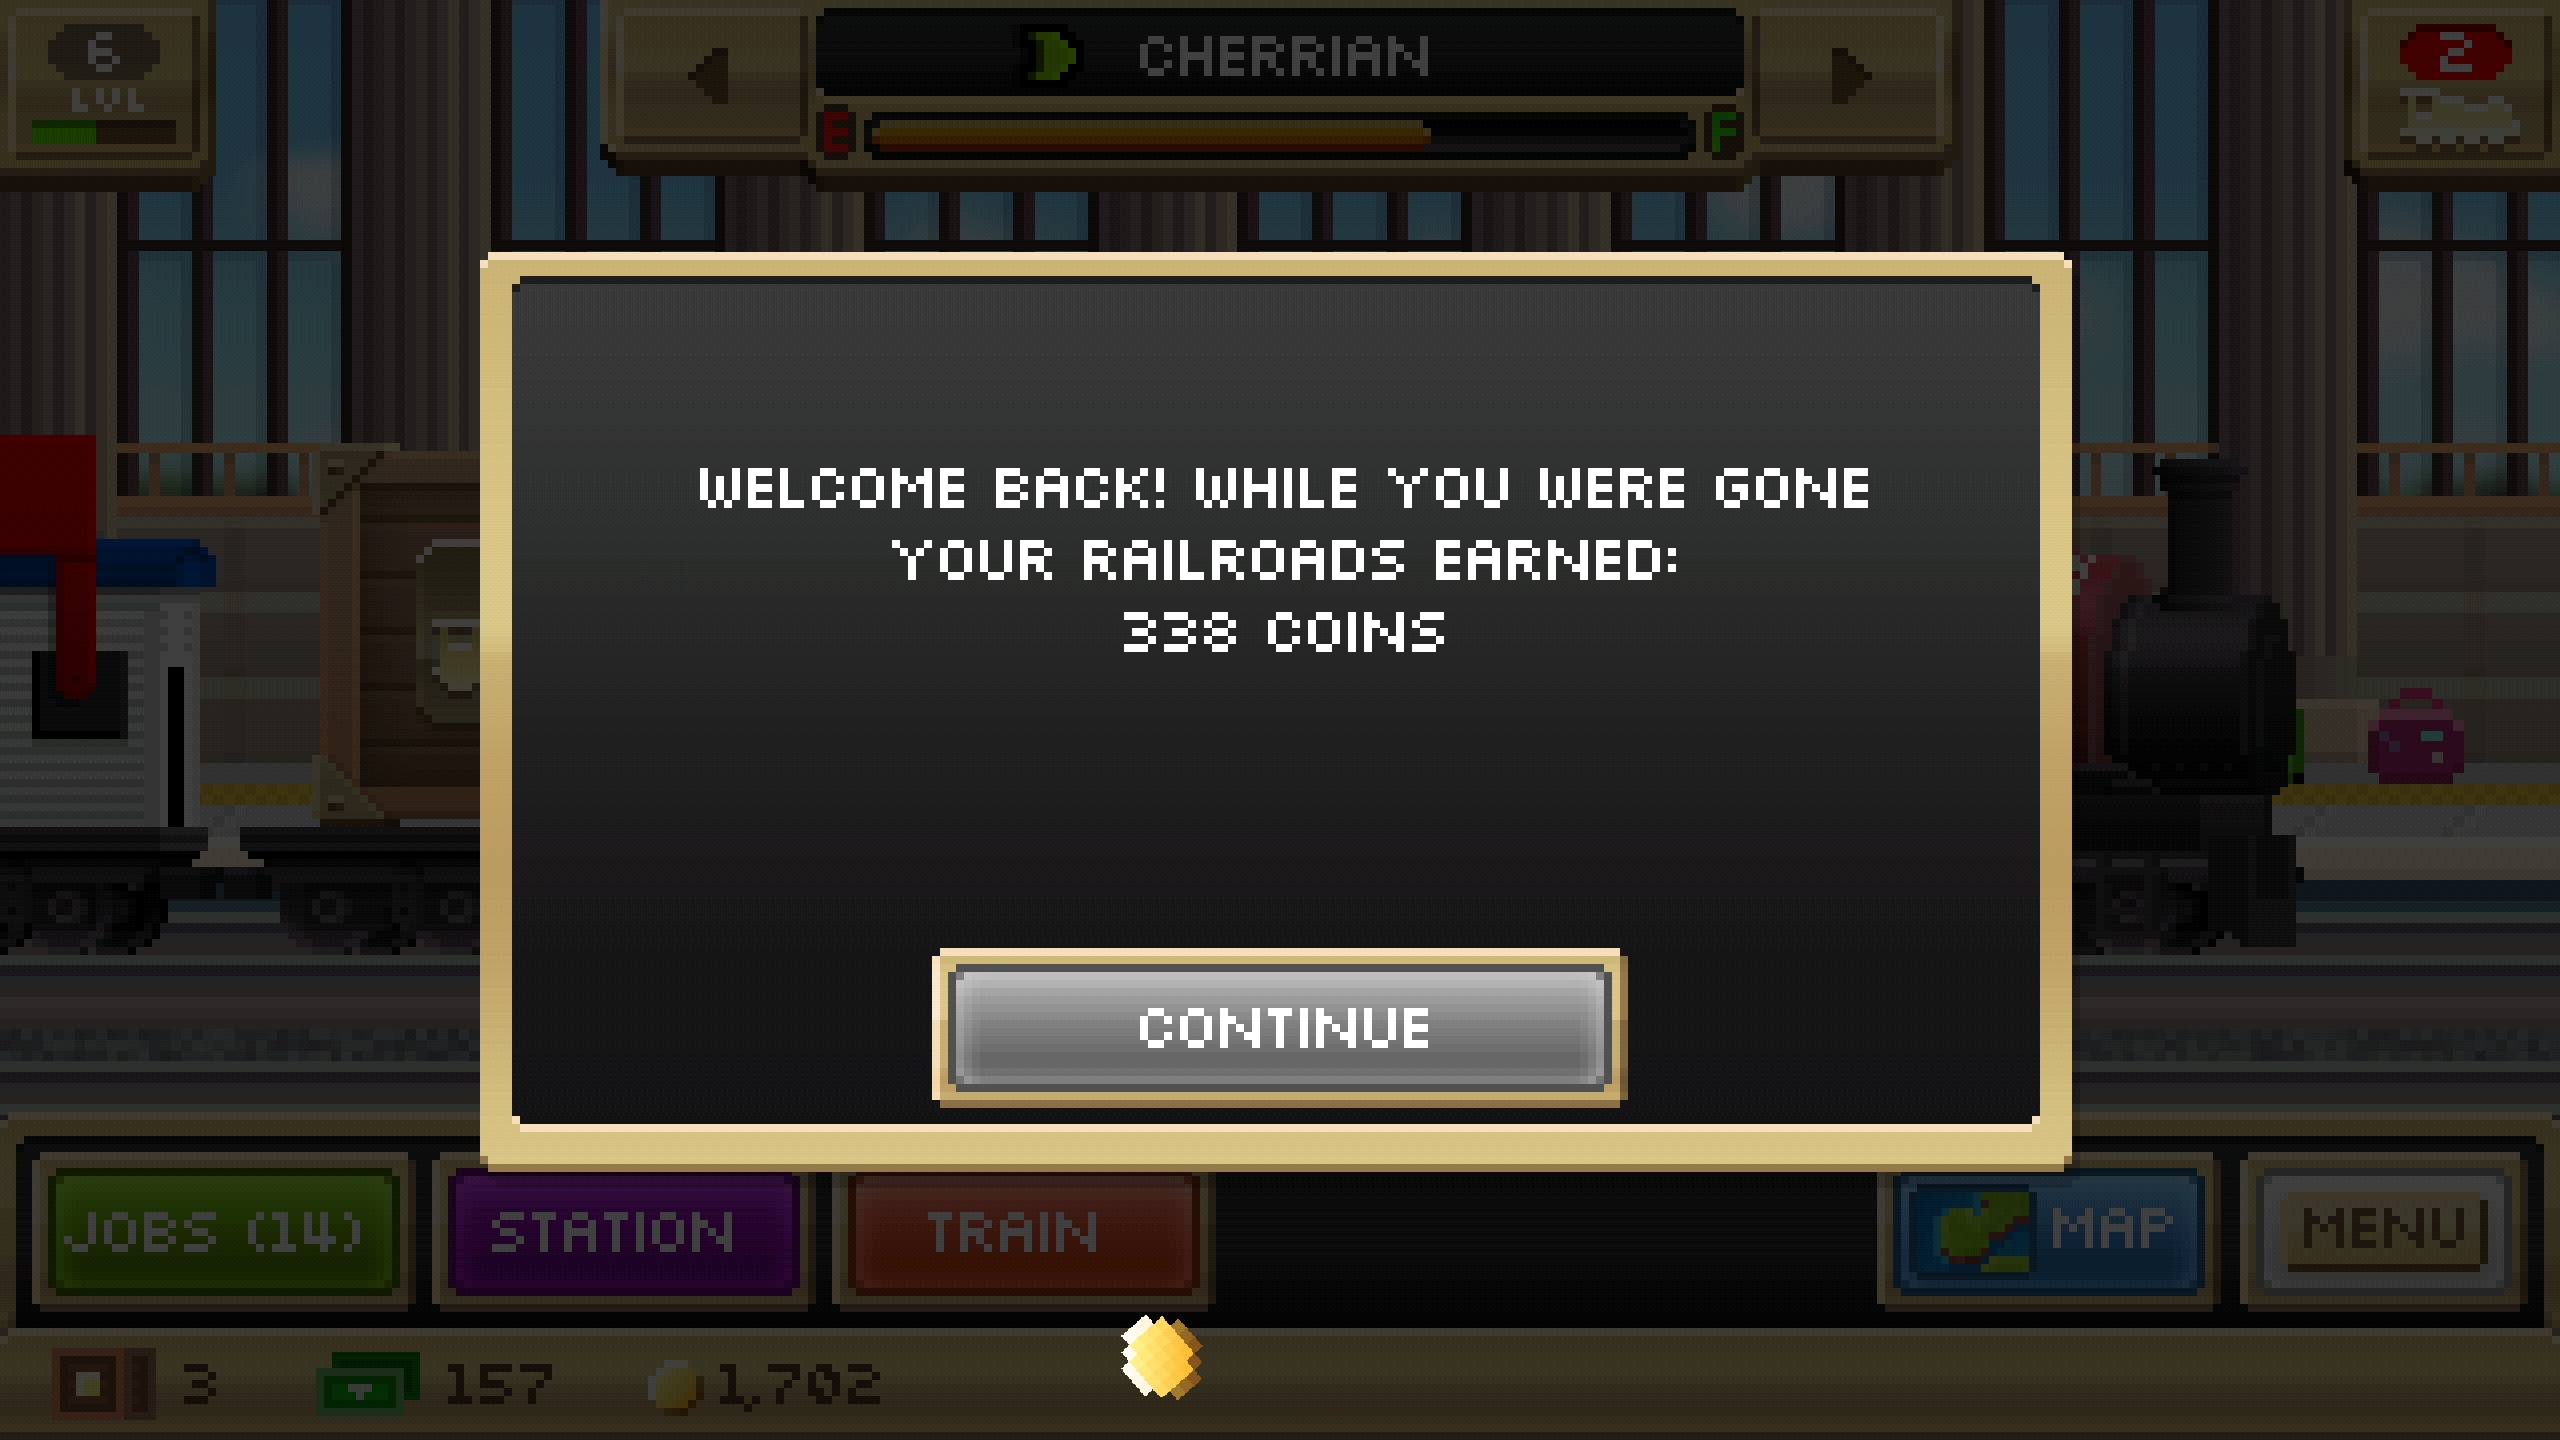 6
LVL
CHERRIAN
E
F
2
WELCOME BACK! WHILE YOU WERE GONE
YOUR RAILROADS EARNED:
338 COINS
CONTINUE
JOBS (14)
STATION
TRAIN
MAP
MENU
3
157
1,702